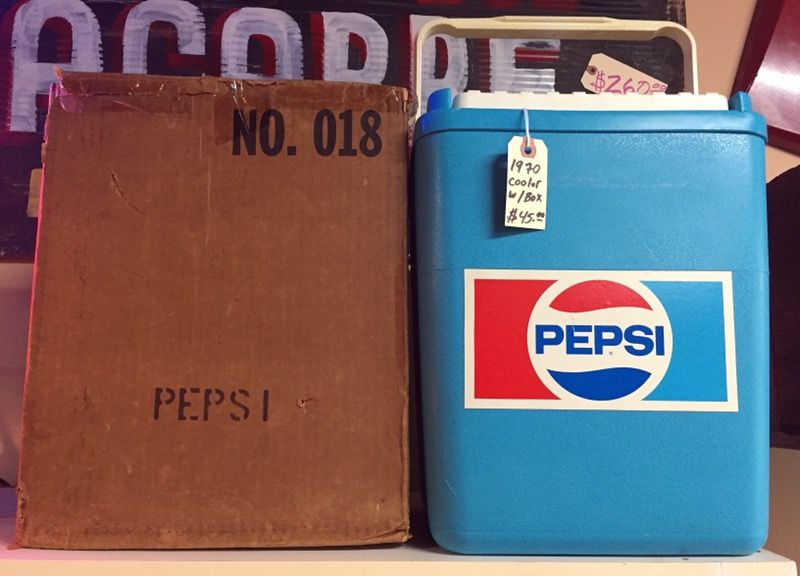 NO. 018
PEPSI
$260.00
1970
Cooler
w/Box
$45.00
PEPSI